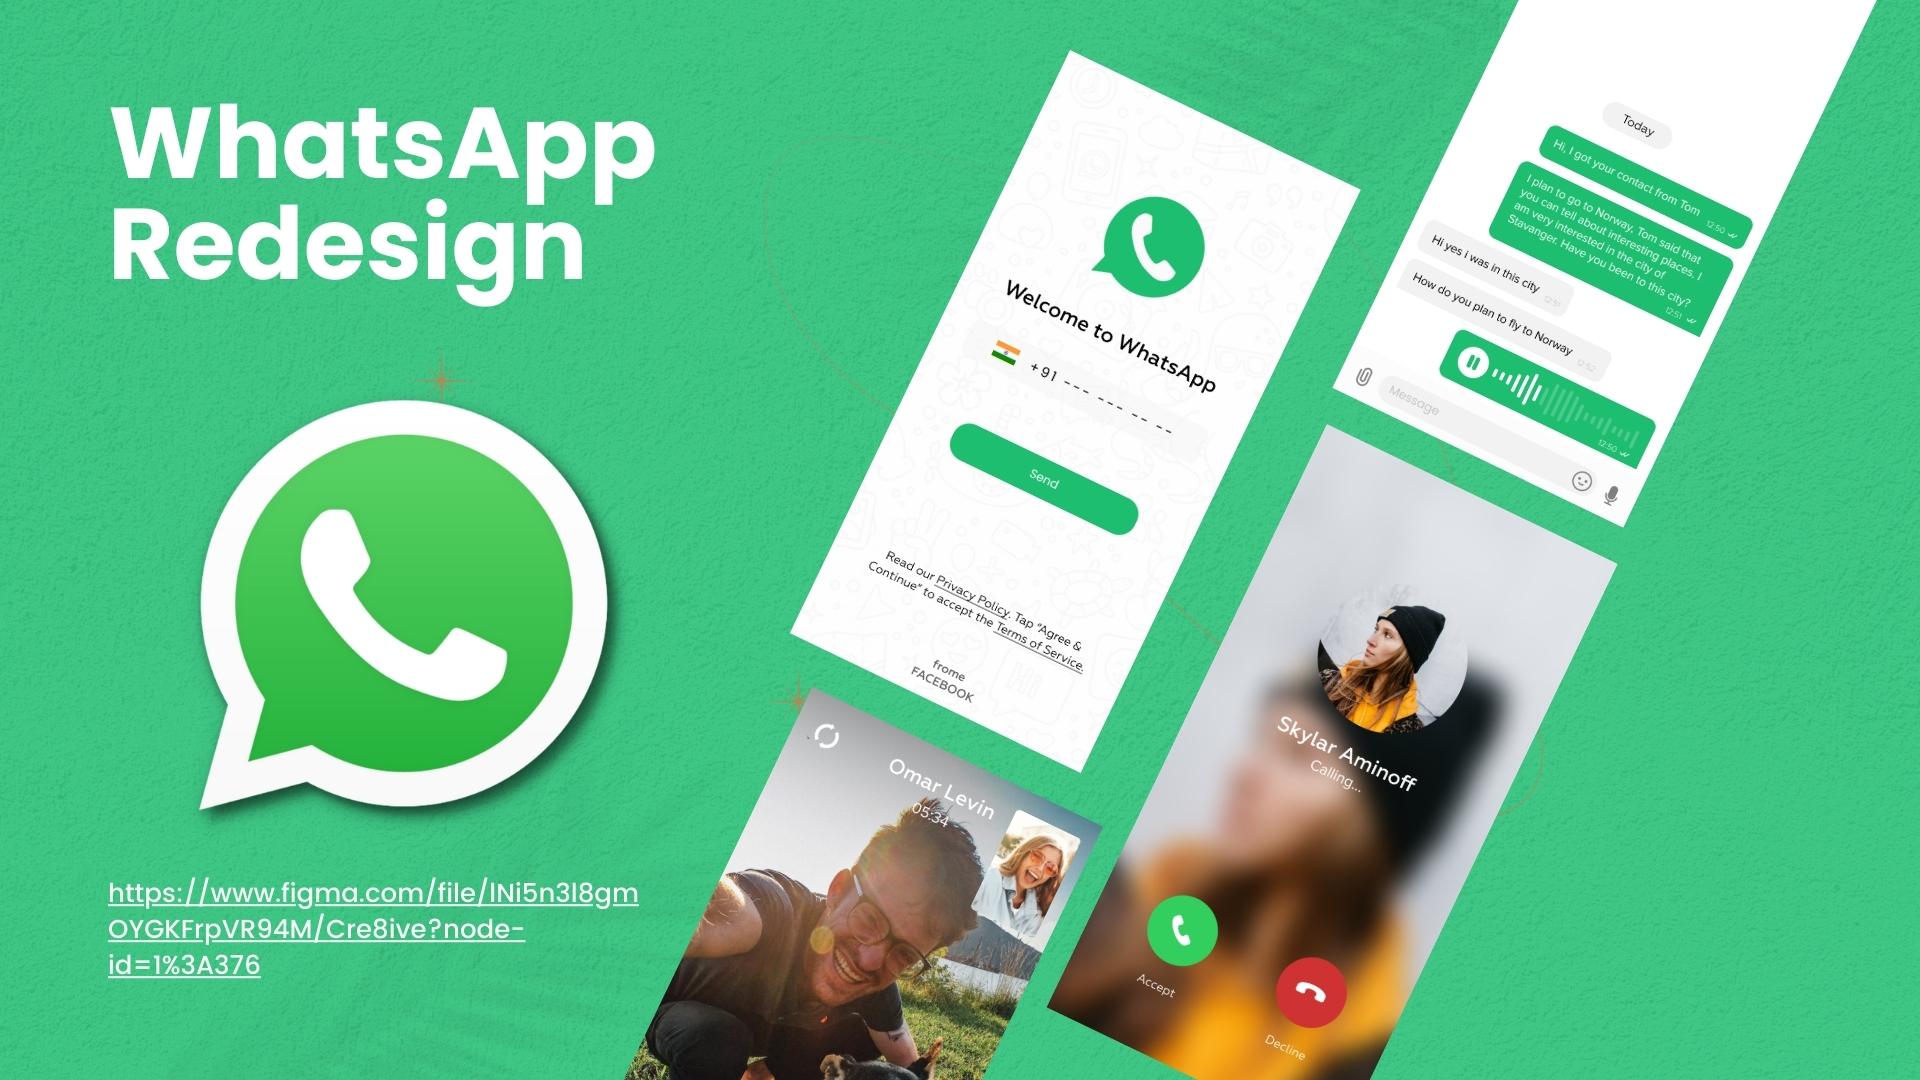 WhatsApp
Redesign
https://www.figma.com/file/lNi5n3l8gm
OYGKFrpVR94M/Cre8ive?node-
id=1%3A376
Welcome to WhatsApp
+91 --- --- -- --
Send
Read our Privacy Policy. Tap “Agree &
Continue” to accept the Terms of Service.
frome
FACEBOOK
Today
Hi, I got your contact from Tom
12:50
I plan to go to Norway, Tom said that
you can tell about interesting places. I
am very interested in the city of
Stavanger. Have you been to this city?
12:51
Hi yes i was in this city
12:51
How do you plan to fly to Norway
12:52
12:50
Message
Omar Levin
05:34
Skylar Aminoff
Calling...
Accept
Decline